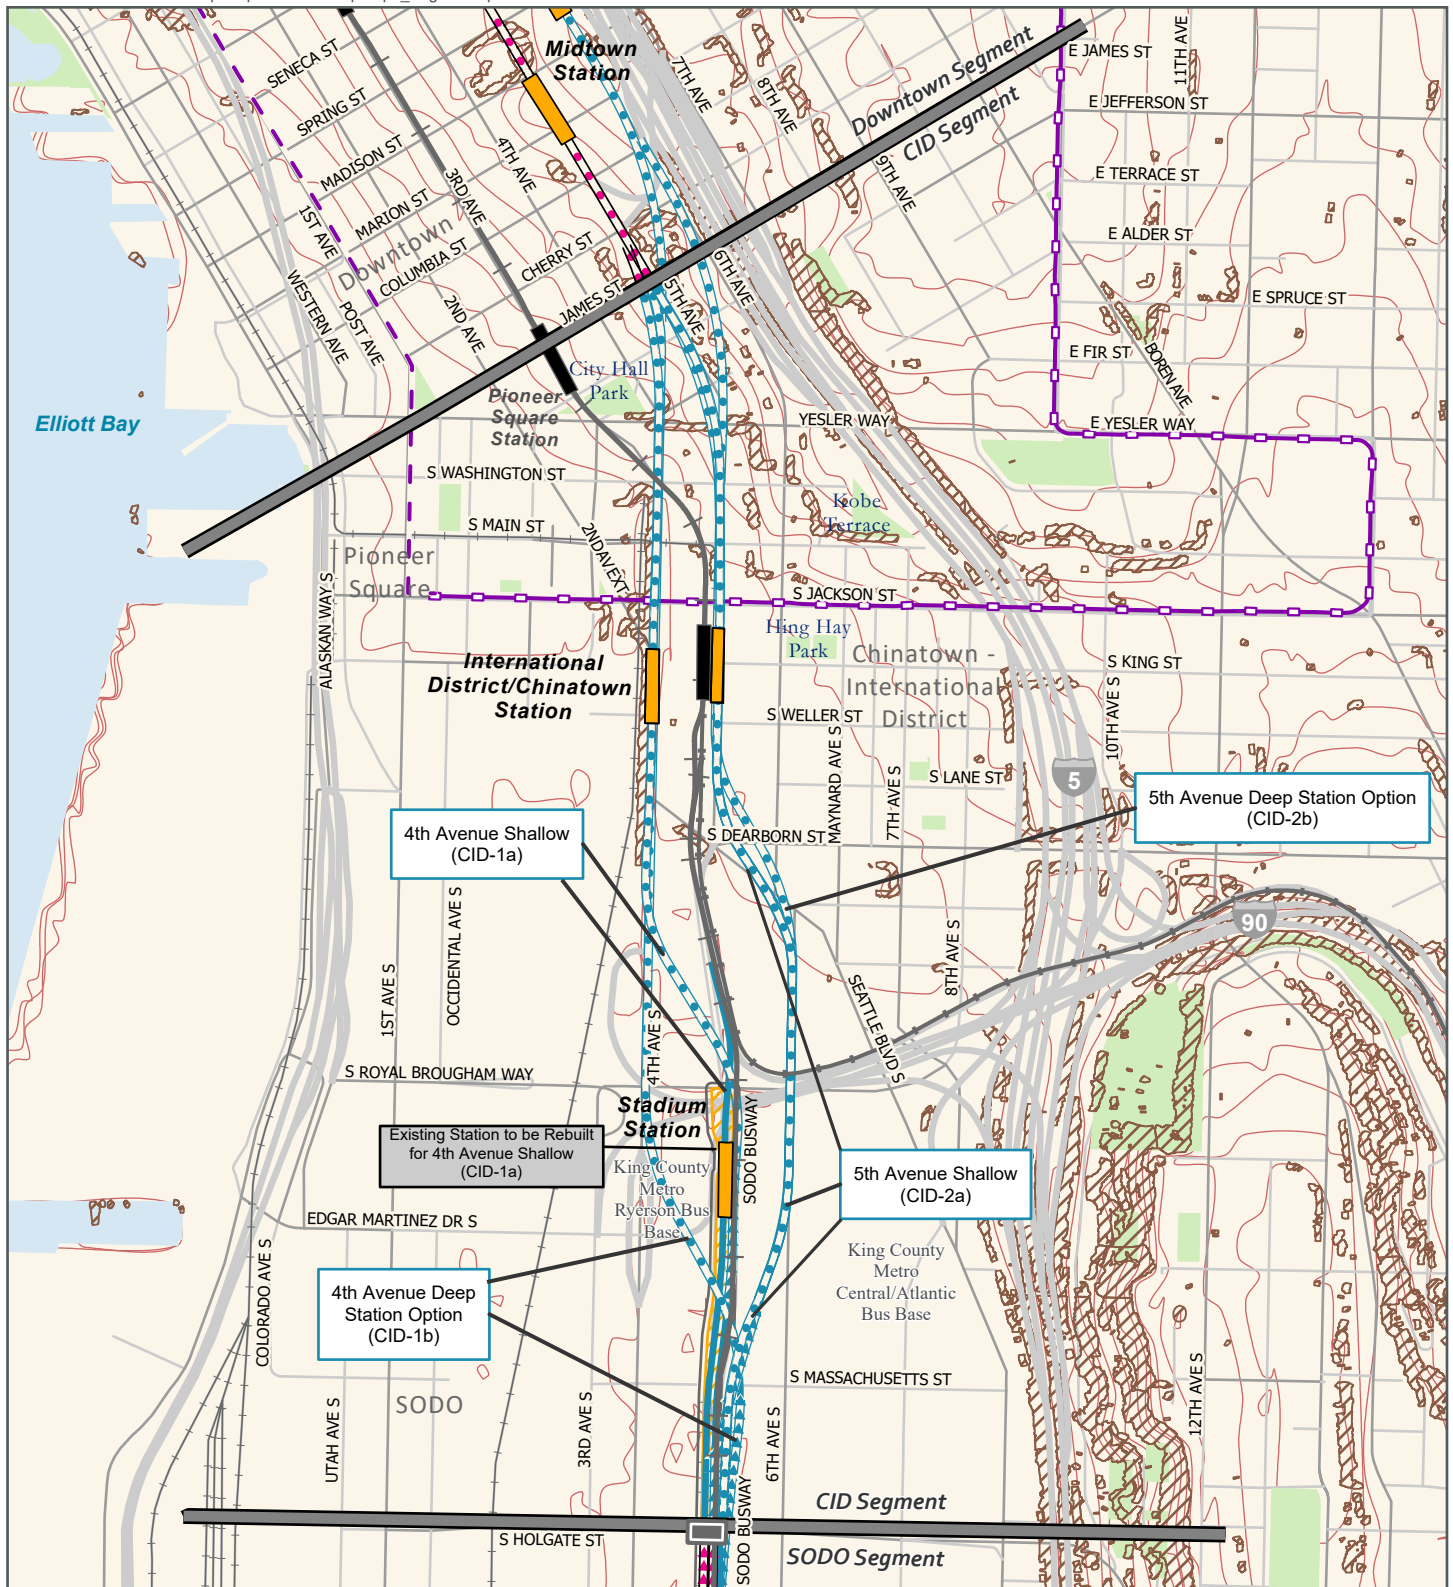 Midtown
Station
SENECA ST
SPRING ST
MADISON ST
MARION ST
COLUMBIA ST
CHERRY ST
JAMES ST
Downtown
1ST AVE
WESTERN AVE
POST AVE
2ND AVE
3RD AVE
4TH AVE
5TH AVE
6TH AVE
7TH AVE
8TH AVE
9TH AVE
11TH AVE
Downtown Segment
CID Segment
E JAMES ST
E JEFFERSON ST
E TERRACE ST
E ALDER ST
E SPRUCE ST
E FIR ST
BOREN AVE
E YESLER WAY
YESLER WAY
Elliott Bay
City Hall
Park
Pioneer
Square
Station
S WASHINGTON ST
S MAIN ST
2NDAVEXT
Pioneer
Square
Kobe
Terrace
S JACKSON ST
Hing Hay
Park
Chinatown -
International
District
S KING ST
S WELLER ST
S LANE ST
S DEARBORN ST
International
District/Chinatown
Station
ALASKAN WAY S
MAYNARD AVE S
7TH AVE S
10TH AVE S
5
90
4th Avenue Shallow
(CID-1a)
5th Avenue Deep Station Option
(CID-2b)
OCCIDENTAL AVE S
1ST AVE S
4TH AVE S
8TH AVE S
SEATTLE BLVD S
S ROYAL BROUGHAM WAY
Stadium
Station
SODO BUSWAY
Existing Station to be Rebuilt
for 4th Avenue Shallow
(CID-1a)
King County
Metro
Ryerson Bus
Base
5th Avenue Shallow
(CID-2a)
EDGAR MARTINEZ DR S
King County
Metro
Central/Atlantic
Bus Base
4th Avenue Deep
Station Option
(CID-1b)
COLORADO AVE S
S MASSACHUSETTS ST
SODO
UTAH AVE S
3RD AVE S
6TH AVE S
12TH AVE S
SODO BUSWAY
CID Segment
S HOLGATE ST
SODO Segment